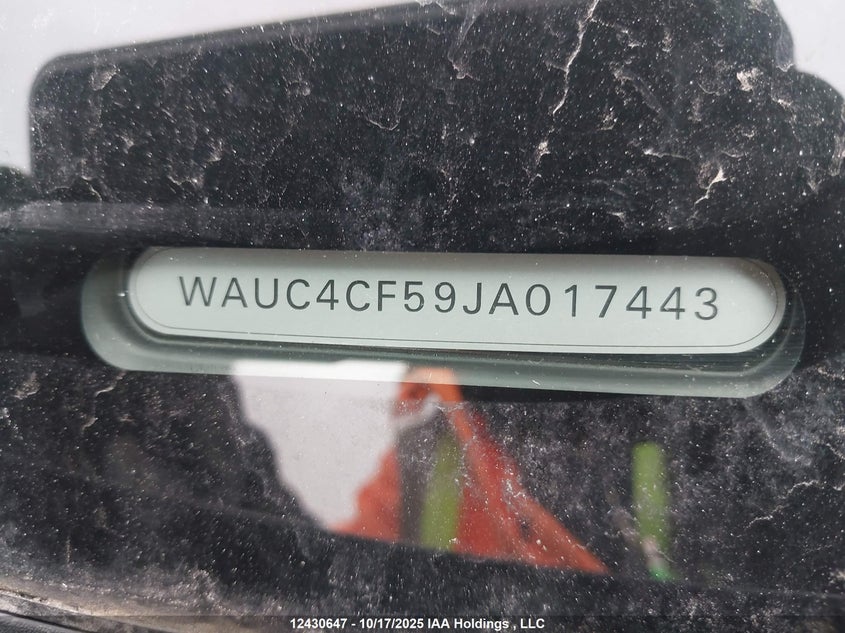 WAUC4CF59JA017443
12430647 - 10/17/2025 IAA Holdings , LLC